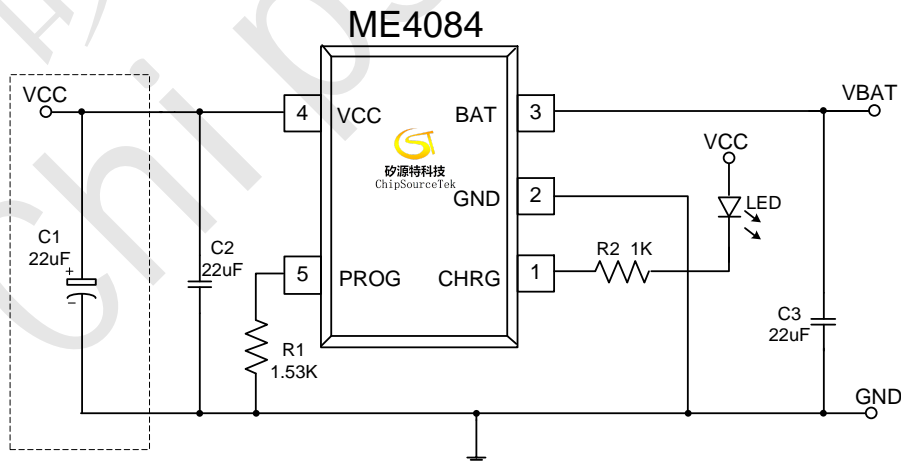 ME4084
VCC
VBAT
4
VCC
BAT
3
VCC
矽源特科技
ChipSourceTek
GND
2
LED
C1
22uF
+
−
C2
22uF
5
PROG
CHRG
1
R2 1K
R1
1.53K
C3
22uF
GND
Chip